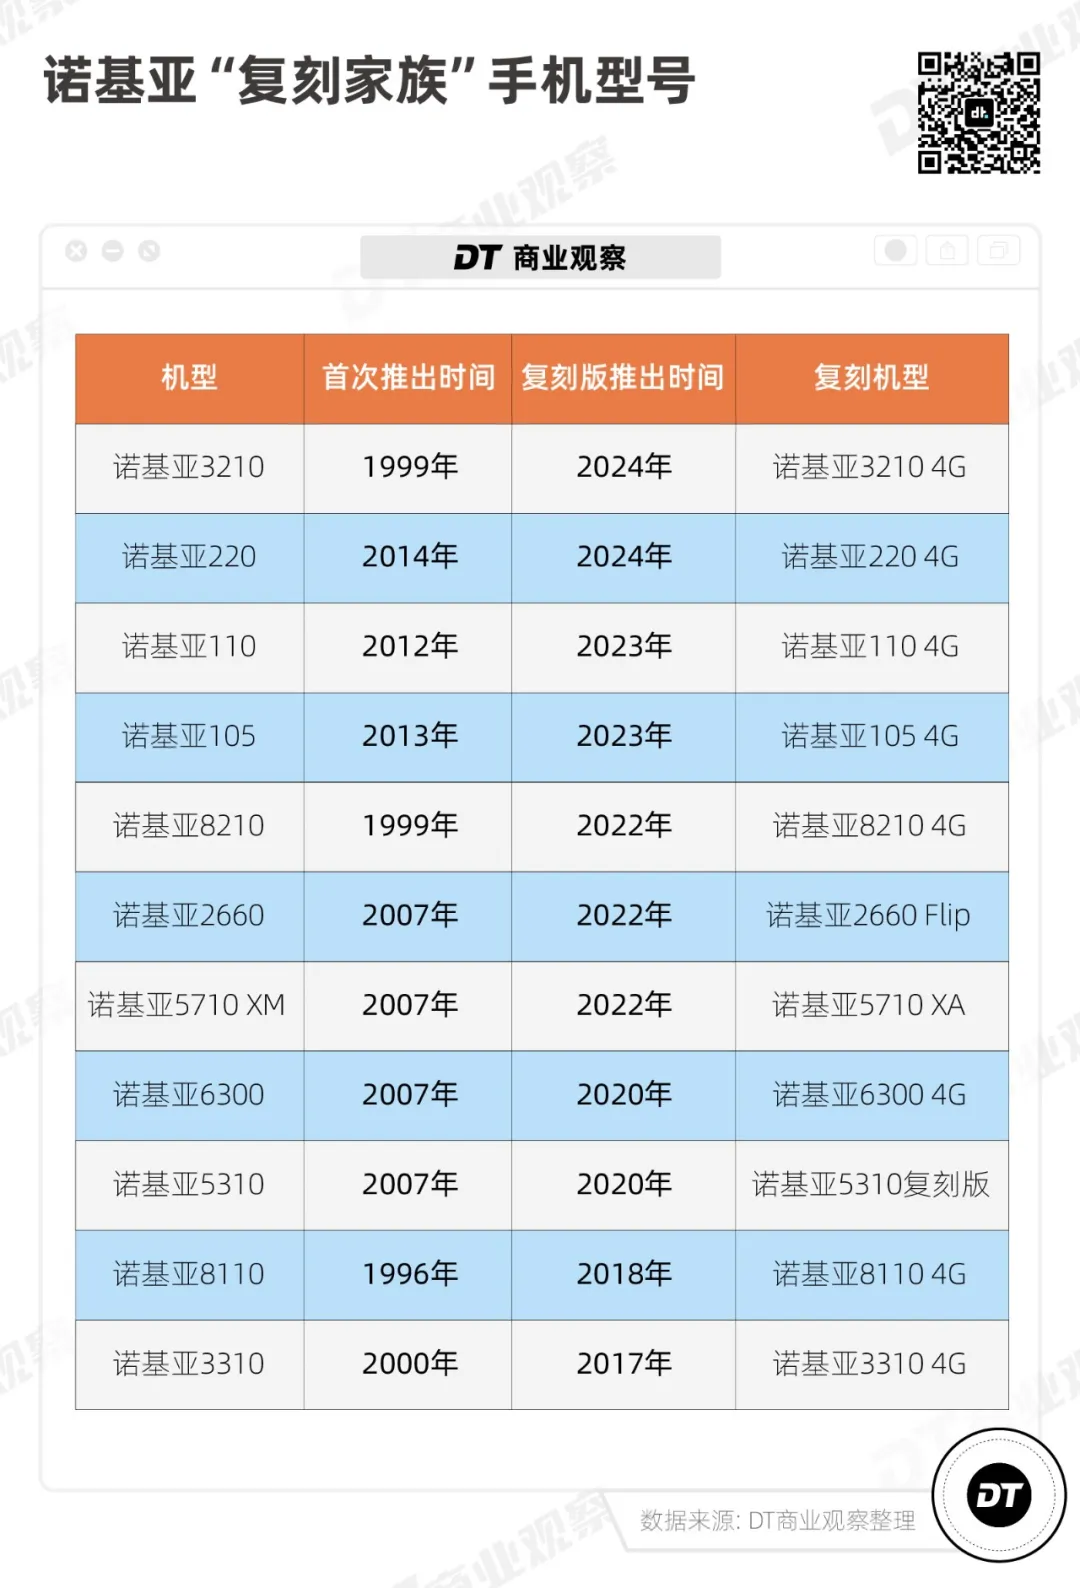 诺基亚“复刻家族”手机型号
dt.
DT 商业观察
机型 首次推出时间 复刻版推出时间 复刻机型
诺基亚3210 1999年 2024年 诺基亚3210 4G
诺基亚220 2014年 2024年 诺基亚220 4G
诺基亚110 2012年 2023年 诺基亚110 4G
诺基亚105 2013年 2023年 诺基亚105 4G
诺基亚8210 1999年 2022年 诺基亚8210 4G
诺基亚2660 2007年 2022年 诺基亚2660 Flip
诺基亚5710 XM 2007年 2022年 诺基亚5710 XA
诺基亚6300 2007年 2020年 诺基亚6300 4G
诺基亚5310 2007年 2020年 诺基亚5310复刻版
诺基亚8110 1996年 2018年 诺基亚8110 4G
诺基亚3310 2000年 2017年 诺基亚3310 4G
数据来源: DT商业观察整理
DT